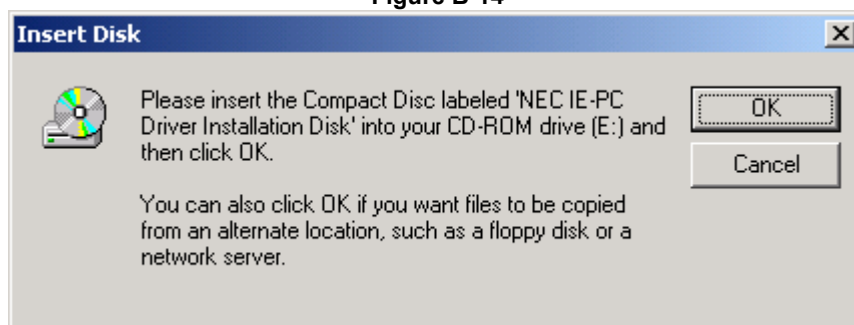 Figure B-14
Insert Disk
Please insert the Compact Disc labeled 'NEC IE-PC
Driver Installation Disk' into your CD-ROM drive (E:) and
then click OK.
You can also click OK if you want files to be copied
from an alternate location, such as a floppy disk or a
network server.
OK
Cancel